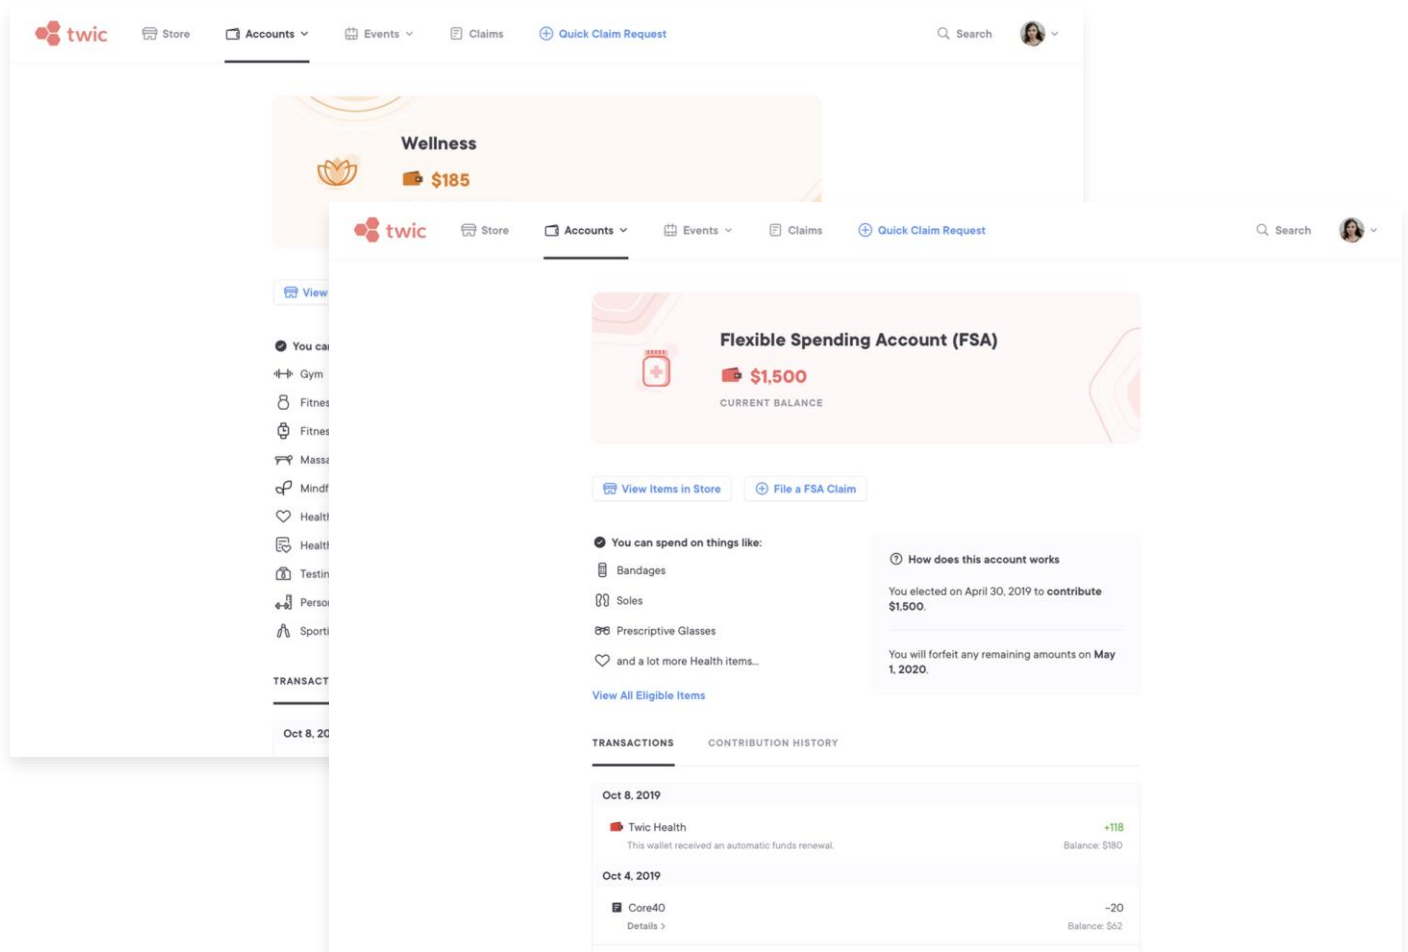 twic
Store
Accounts
Events
Claims
Quick Claim Request
Search
Wellness
$185
View
You
Gym
TRANSACT
Oct 8, 20
twic
Store
Accounts
Events
Claims
Quick Claim Request
Search
Flexible Spending Account (FSA)
$1,500
CURRENT BALANCE
View Items in Store
File a FSA Claim
You can spend on things like:
Bandages
Soles
Prescriptive Glasses
and a lot more Health items...
View All Eligible Items
How does this account works
You elected on April 30, 2019 to contribute
$1,500.
You will forfeit any remaining amounts on May
1, 2020.
TRANSACTIONS
CONTRIBUTION HISTORY
Oct 8, 2019
Twic Health
+118
This wallet received an automatic funds renewal.
Balance: $180
Oct 4, 2019
Core40
-20
Details >
Balance: $62